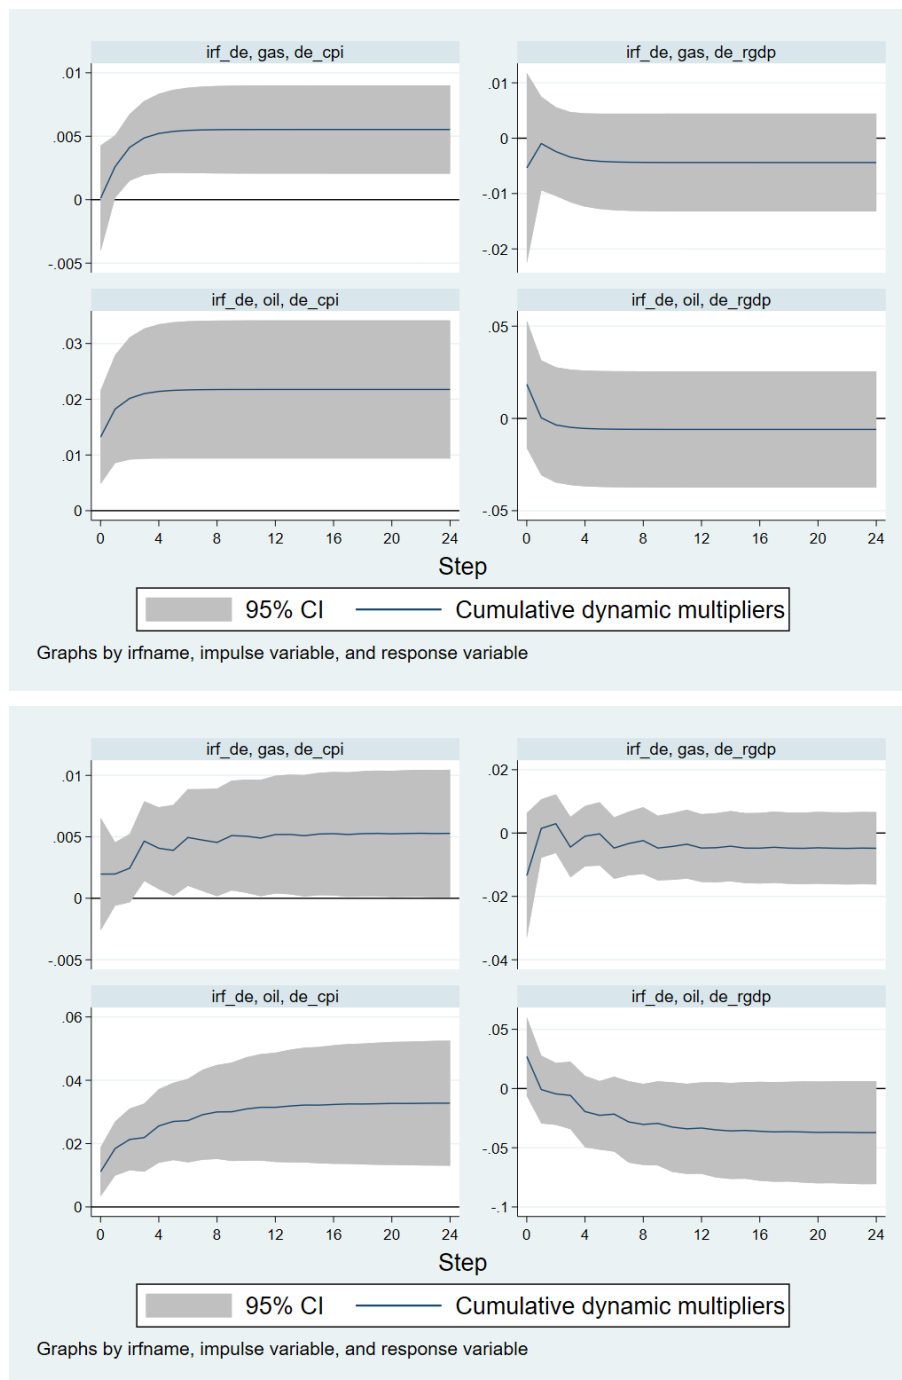 irf_de, gas, de_cpi
irf_de, gas, de_rgdp
.01
.005
0
-.005
.01
0
-.01
-.02
irf_de, oil, de_cpi
irf_de, oil, de_rgdp
.03
.02
.01
0
.05
0
-.05
0 4 8 12 16 20 24
0 4 8 12 16 20 24
Step
95% CI
Cumulative dynamic multipliers
Graphs by irfname, impulse variable, and response variable
irf_de, gas, de_cpi
irf_de, gas, de_rgdp
.01
.005
0
-.005
.02
0
-.02
-.04
irf_de, oil, de_cpi
irf_de, oil, de_rgdp
.06
.04
.02
0
.05
0
-.05
-.1
0 4 8 12 16 20 24
0 4 8 12 16 20 24
Step
95% CI
Cumulative dynamic multipliers
Graphs by irfname, impulse variable, and response variable